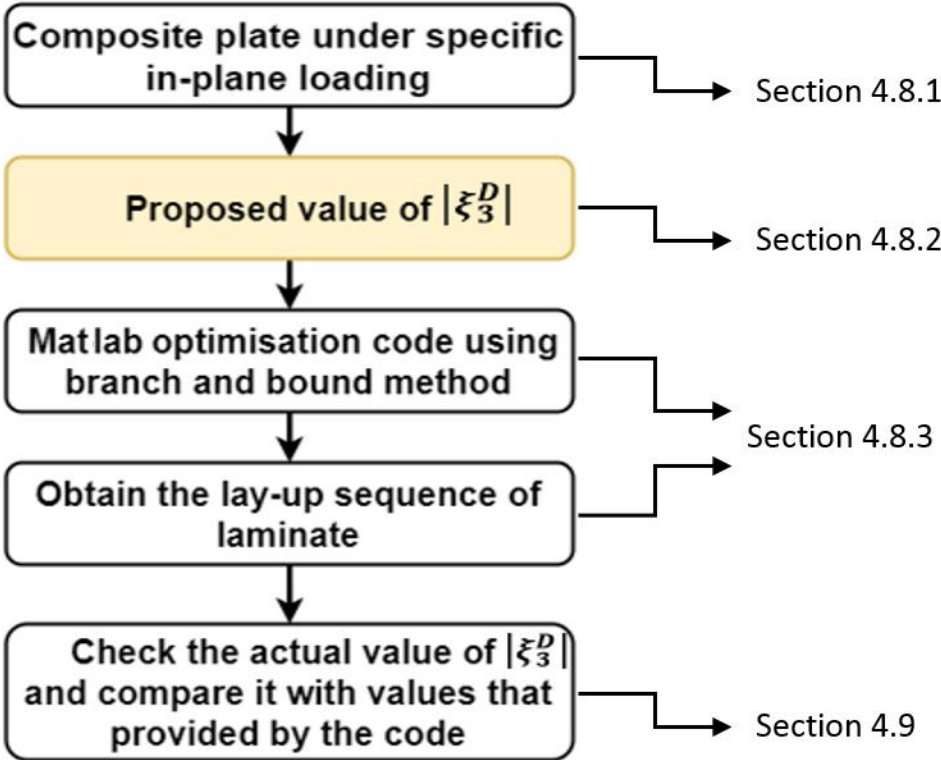 Composite plate under specific
in-plane loading
Section 4.8.1
Proposed value of |ξ₃ᴰ|
Section 4.8.2
Matlab optimisation code using
branch and bound method
Section 4.8.3
Obtain the lay-up sequence of
laminate
Check the actual value of |ξ₃ᴰ|
and compare it with values that
provided by the code
Section 4.9